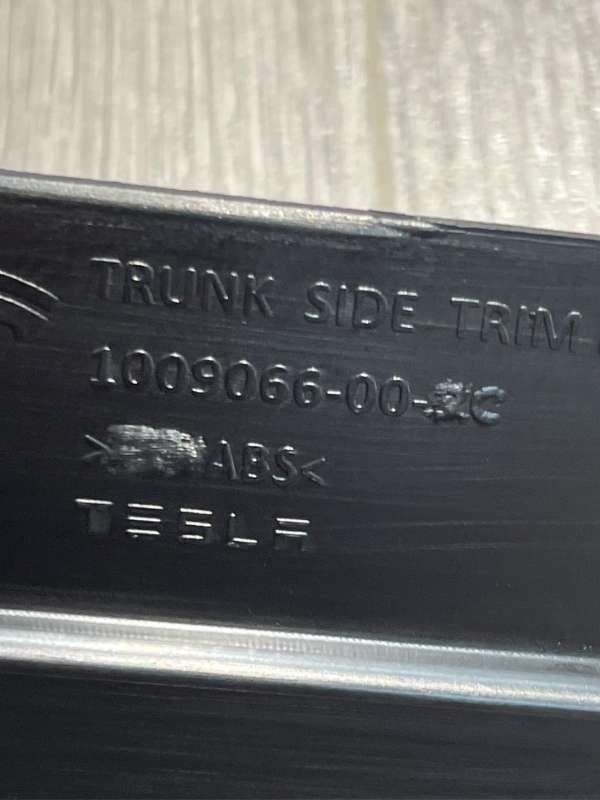 TRUNK SIDE TRIM
1009066-00-C
ABS<
TESLA